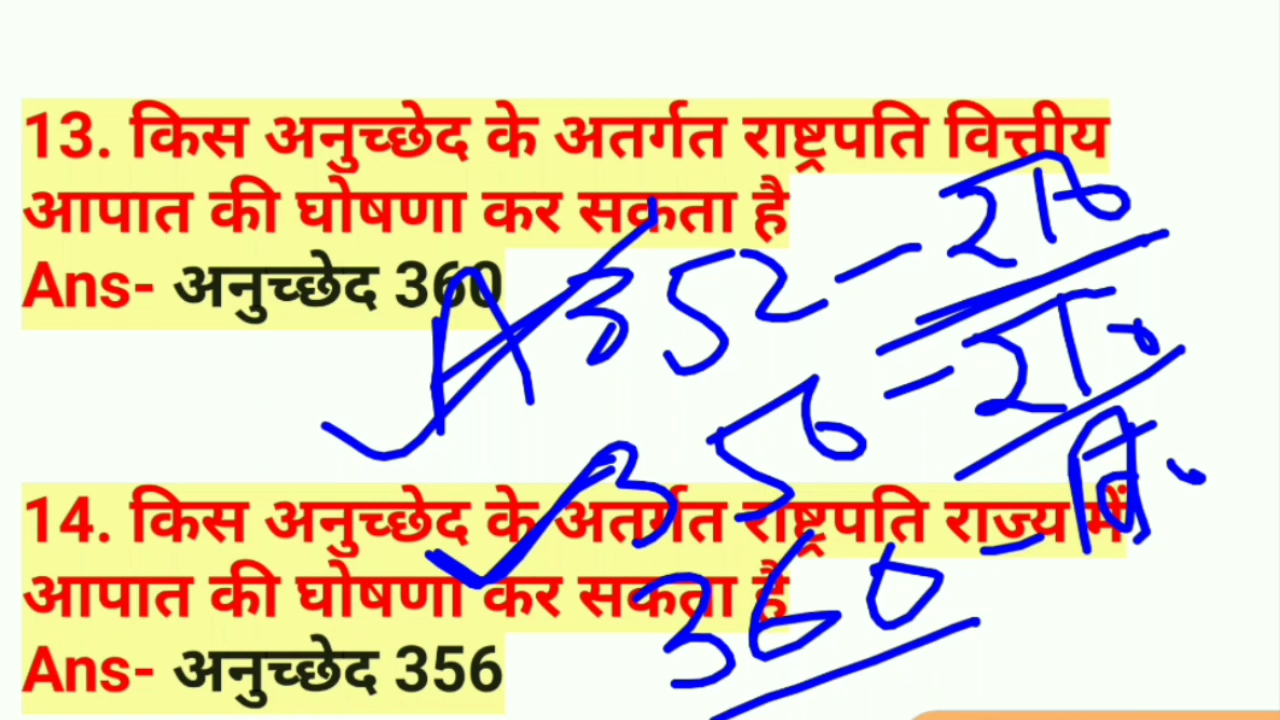 13. किस अनुच्छेद के अतर्गत राष्ट्रपति वित्तीय
आपात की घोषणा कर सकता है
Ans- अनुच्छेद 360
A 352 - रा०
356 - रा०
360 - वि०
14. किस अनुच्छेद के अतर्गत राष्ट्रपति राज्य में
आपात की घोषणा कर सकता है
Ans- अनुच्छेद 356